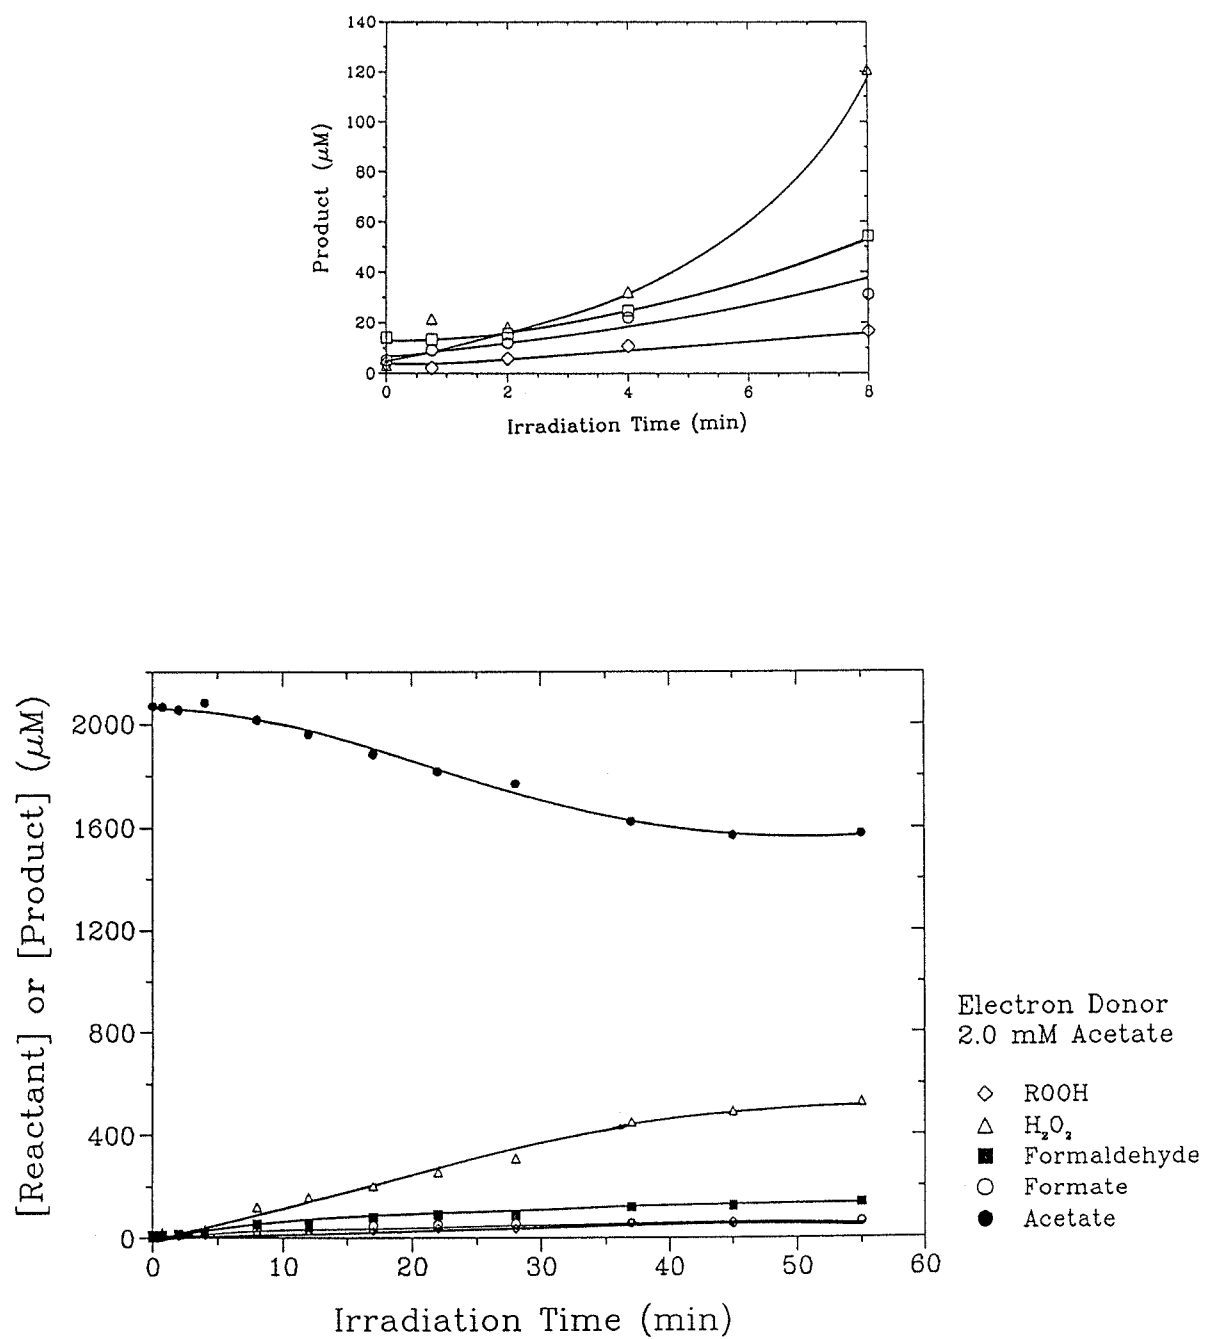 140
120
100
80
60
40
20
0
Product (μM)
0 2 4 6 8
Irradiation Time (min)
[Reactant] or [Product] (μM)
2000
1600
1200
800
400
0
0 10 20 30 40 50 60
Irradiation Time (min)
Electron Donor
2.0 mM Acetate
ROOH
H₂O₂
Formaldehyde
Formate
Acetate